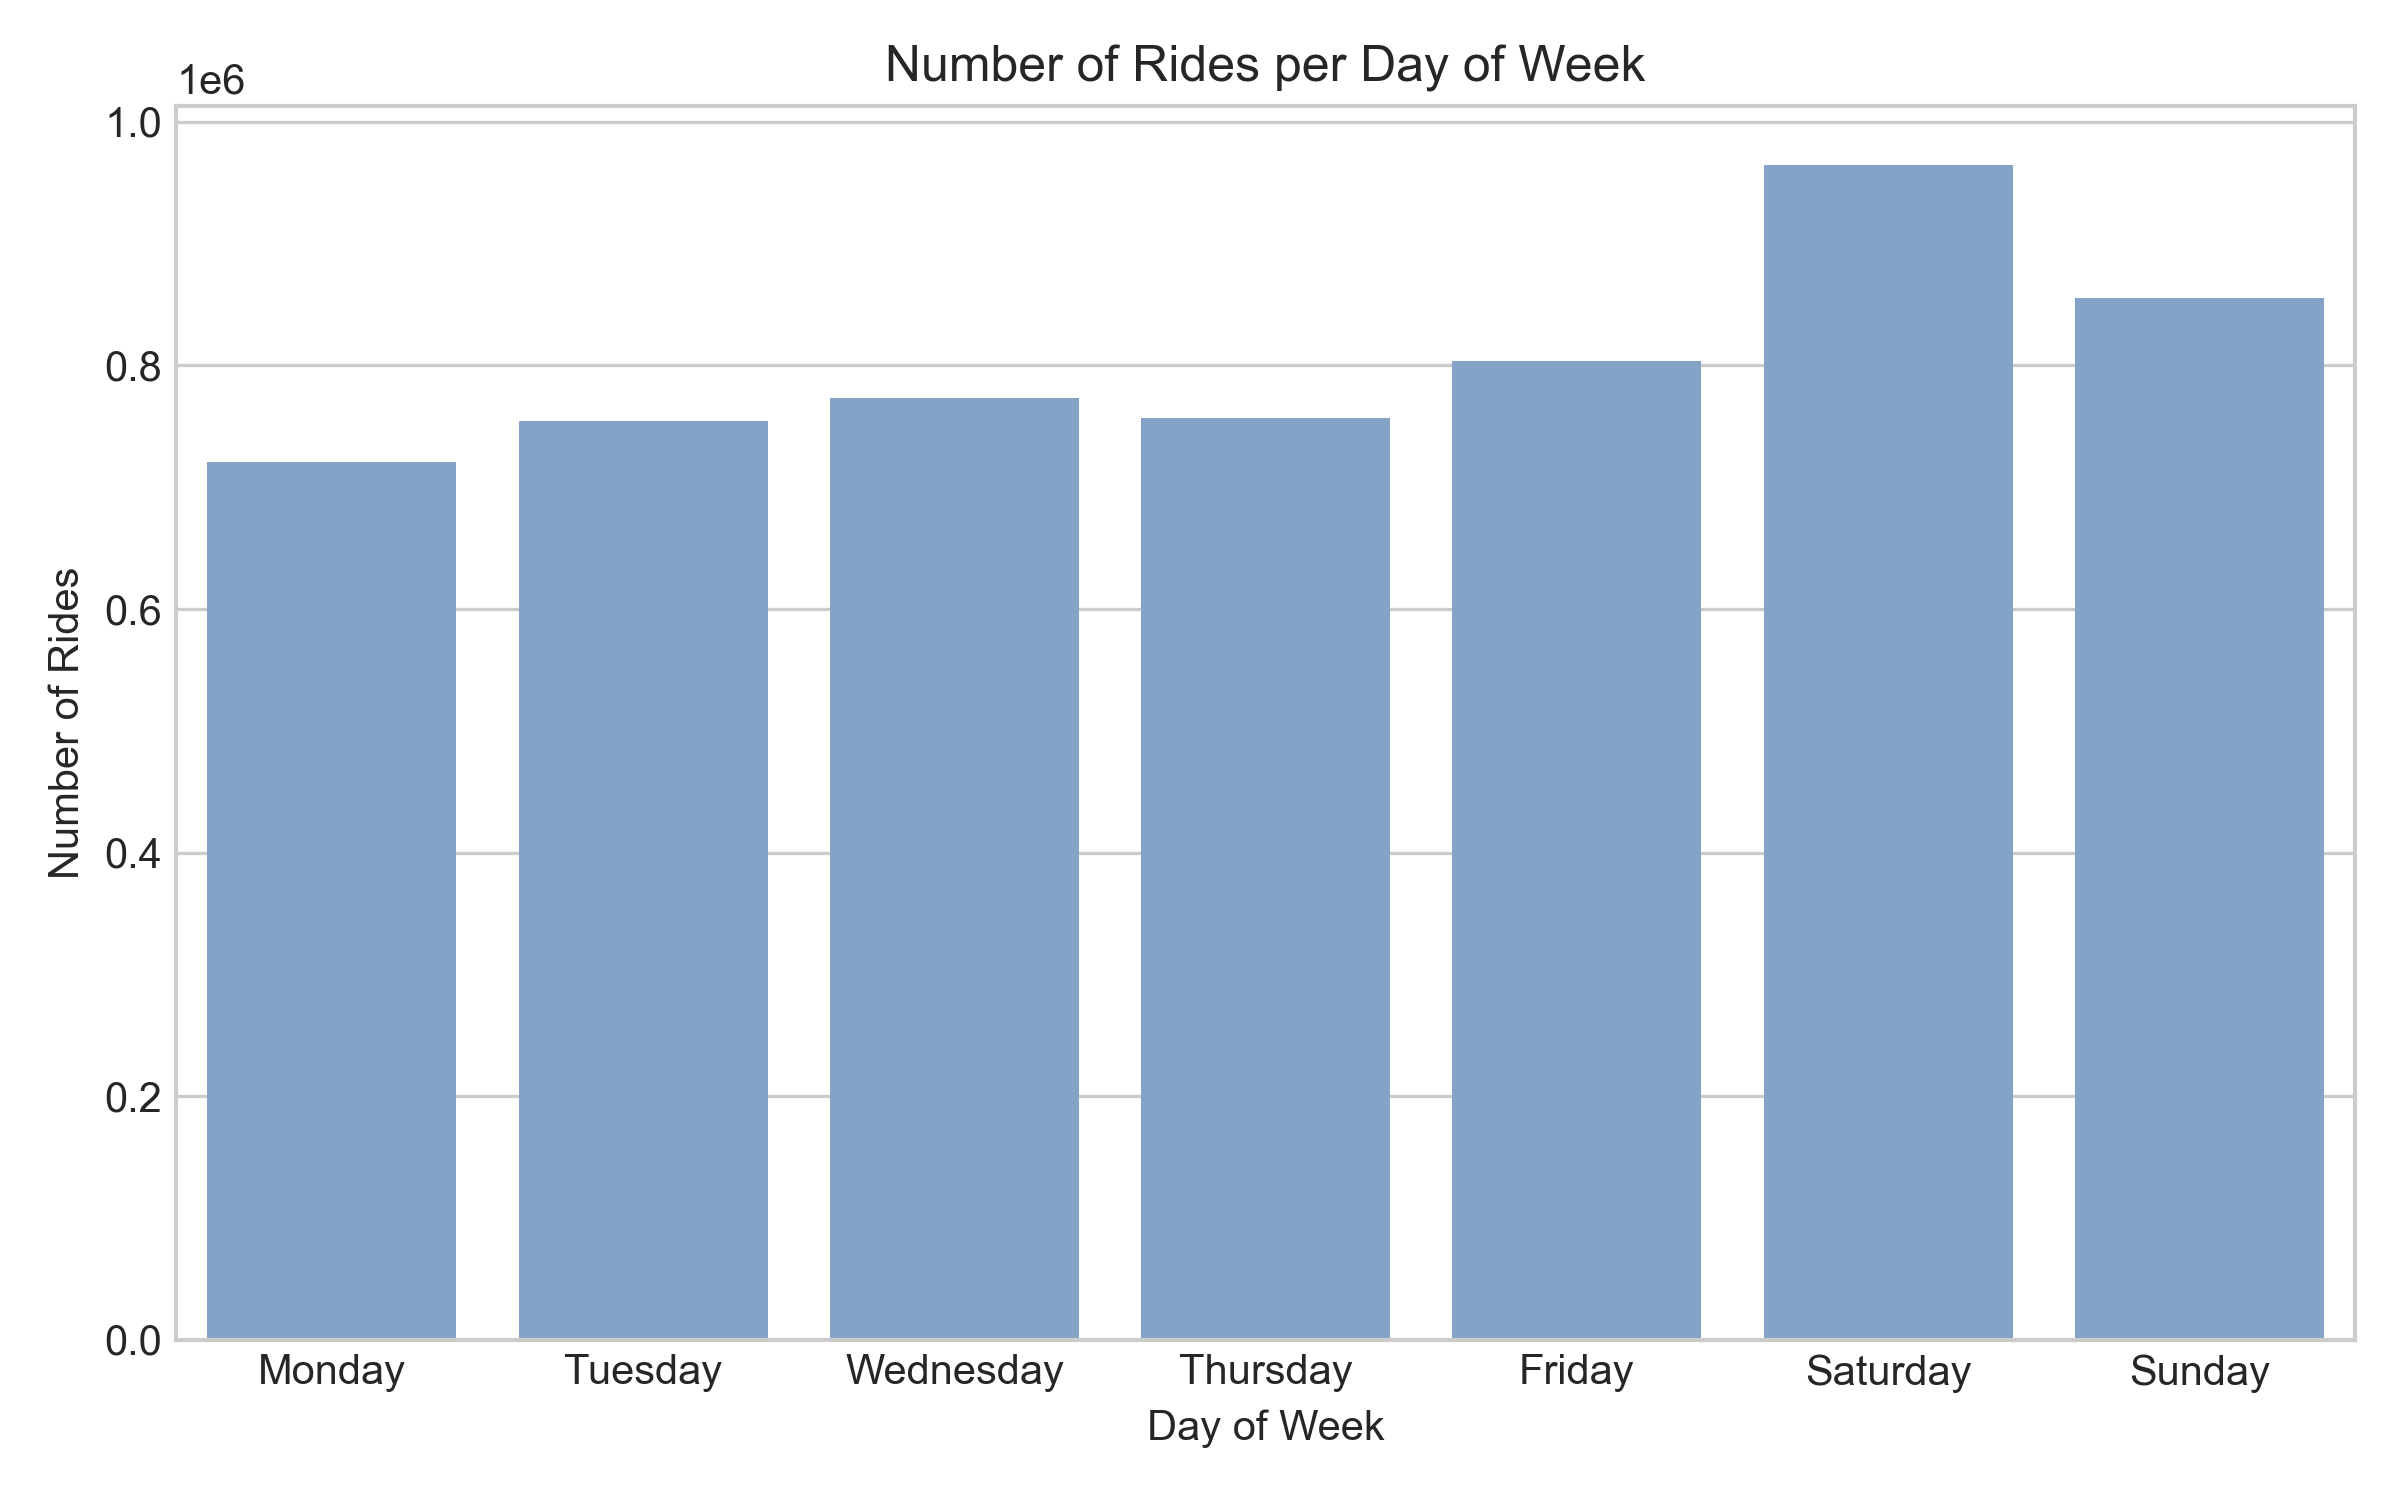 Number of Rides per Day of Week
1e6
1.0
0.8
0.6
0.4
0.2
0.0
Number of Rides
Monday Tuesday Wednesday Thursday Friday Saturday Sunday
Day of Week